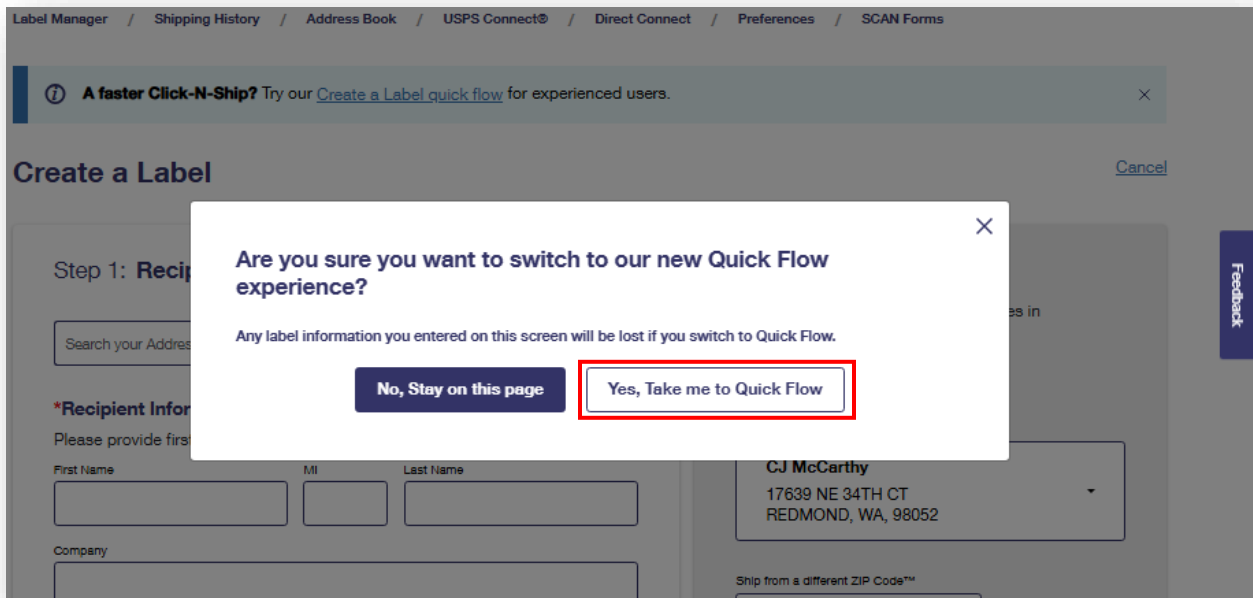 Label Manager / Shipping History / Address Book / USPS Connect® / Direct Connect / Preferences / SCAN Forms
A faster Click-N-Ship? Try our Create a Label quick flow for experienced users.
Create a Label
Cancel
Are you sure you want to switch to our new Quick Flow
experience?
Any label information you entered on this screen will be lost if you switch to Quick Flow.
No, Stay on this page
Yes, Take me to Quick Flow
Step 1:
Search your
*Recipient
Please provide
First Name MI Last Name
Company
in
CJ McCarthy
17639 NE 34TH CT
REDMOND, WA, 98052
Ship from a different ZIP Code™
Feedback